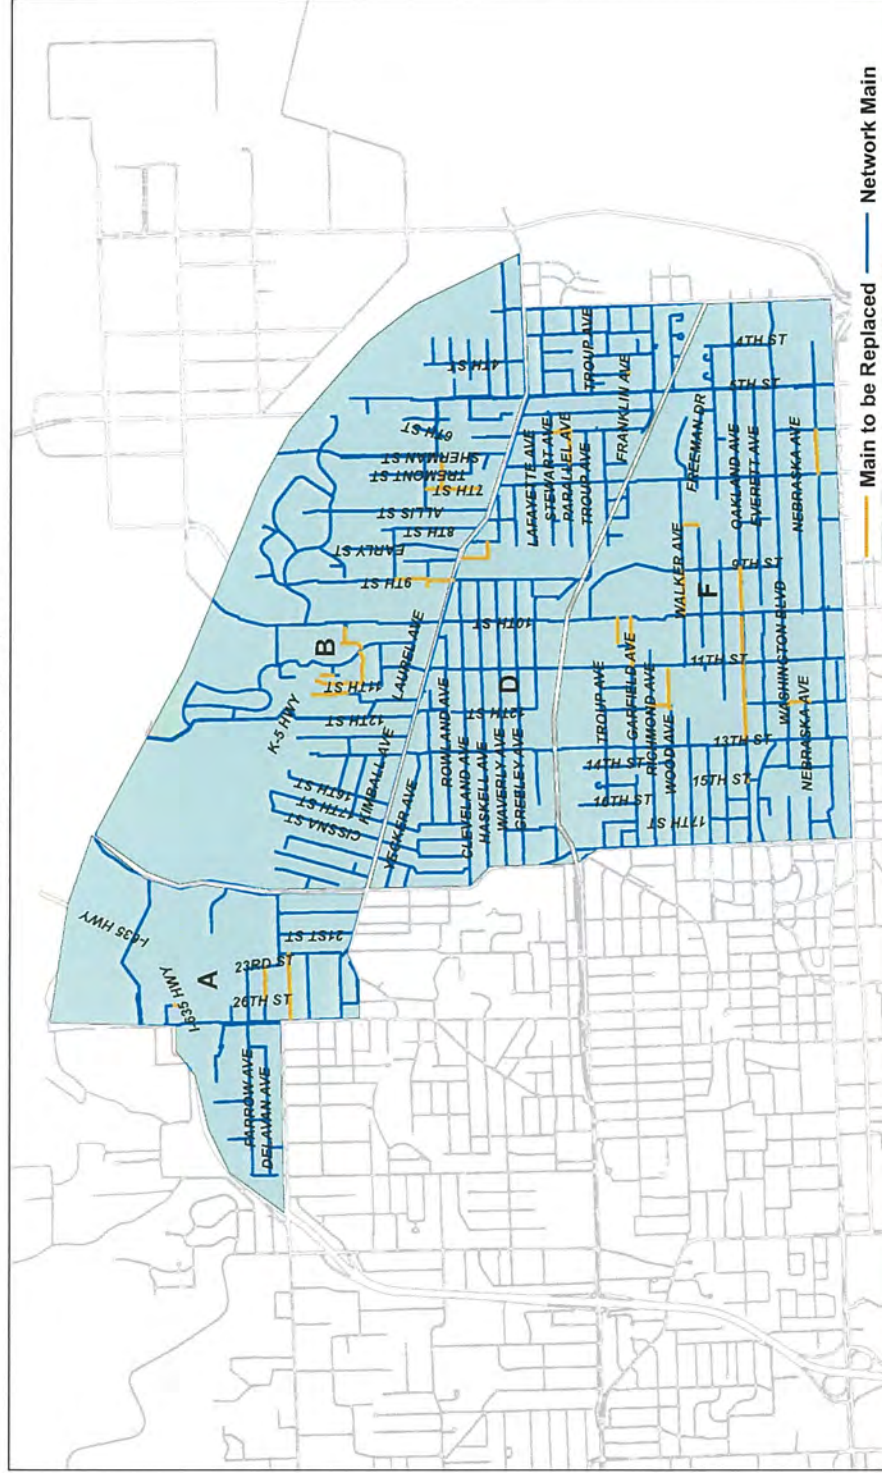 I-635 HWY
I-635 HWY
A
23RD ST
26TH ST
21ST ST
FARROW AVE
DELAVAN AVE
K-5 HWY
B
11TH ST
12TH ST
LAUREL AVE
KIMBALL AVE
16TH ST
17TH ST
CISSNA ST
YECKER AVE
9TH ST
EARLY ST
8TH ST
ALLIS ST
7TH ST
TREMONT ST
SHERMAN ST
6TH ST
4TH ST
10TH ST
ROWLAND AVE
D
12TH ST
CLEVELAND AVE
HASKELL AVE
WAVERLY AVE
GREELEY AVE
LAFAYETTE AVE
STEWART AVE
PARALLEL AVE
TROUP AVE
TROUP AVE
FRANKLIN AVE
TROUP AVE
GARFIELD AVE
RICHMOND AVE
WOOD AVE
14TH ST
16TH ST
17TH ST
15TH ST
13TH ST
11TH ST
WALKER AVE
F
FREEMAN DR
OAKLAND AVE
EVERETT AVE
9TH ST
5TH ST
4TH ST
WASHINGTON BLVD
NEBRASKA AVE
NEBRASKA AVE
Main to be Replaced
Network Main